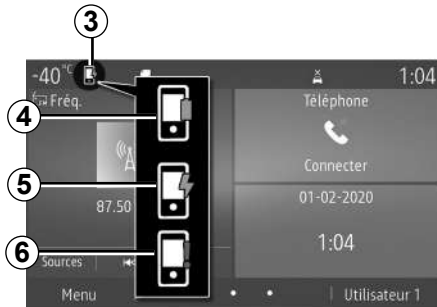 3
-40°C 1:04
Fréq. Téléphone
4
Connecter
5
87.50 01-02-2020
6
1:04
Sources
Menu Utilisateur 1